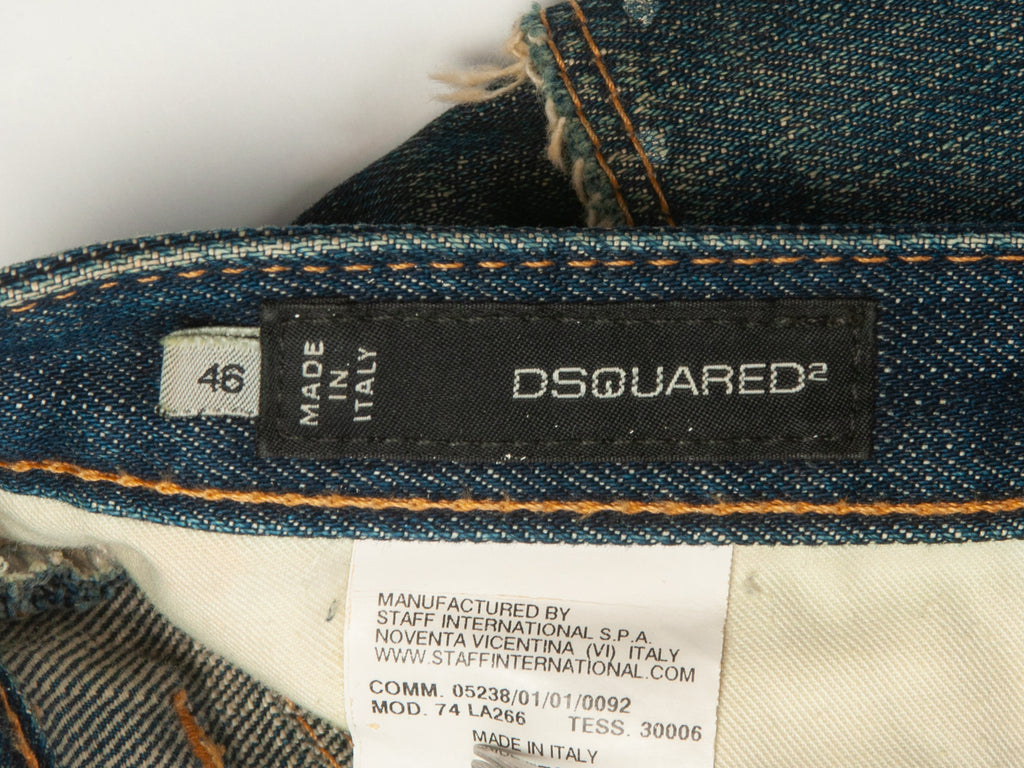 46
MADE
IN
ITALY
DSQUARED²
MANUFACTURED BY
STAFF INTERNATIONAL S.P.A.
NOVENTA VICENTINA (VI) ITALY
WWW.STAFFINTERNATIONAL.COM
COMM. 05238/01/01/0092
MOD. 74 LA266 TESS. 30006
MADE IN ITALY